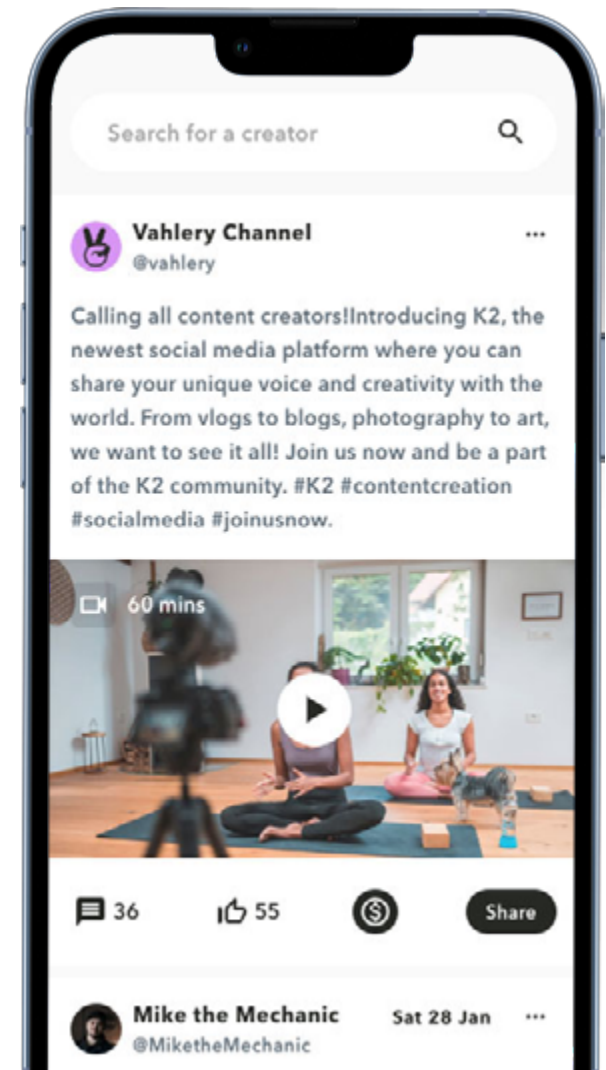 Search for a creator
Vahlery Channel
@vahlery
Calling all content creators!Introducing K2, the
newest social media platform where you can
share your unique voice and creativity with the
world. From vlogs to blogs, photography to art,
we want to see it all! Join us now and be a part
of the K2 community. #K2 #contentcreation
#socialmedia #joinusnow.
60 mins
36 55 Share
Mike the Mechanic Sat 28 Jan
@MiketheMechanic